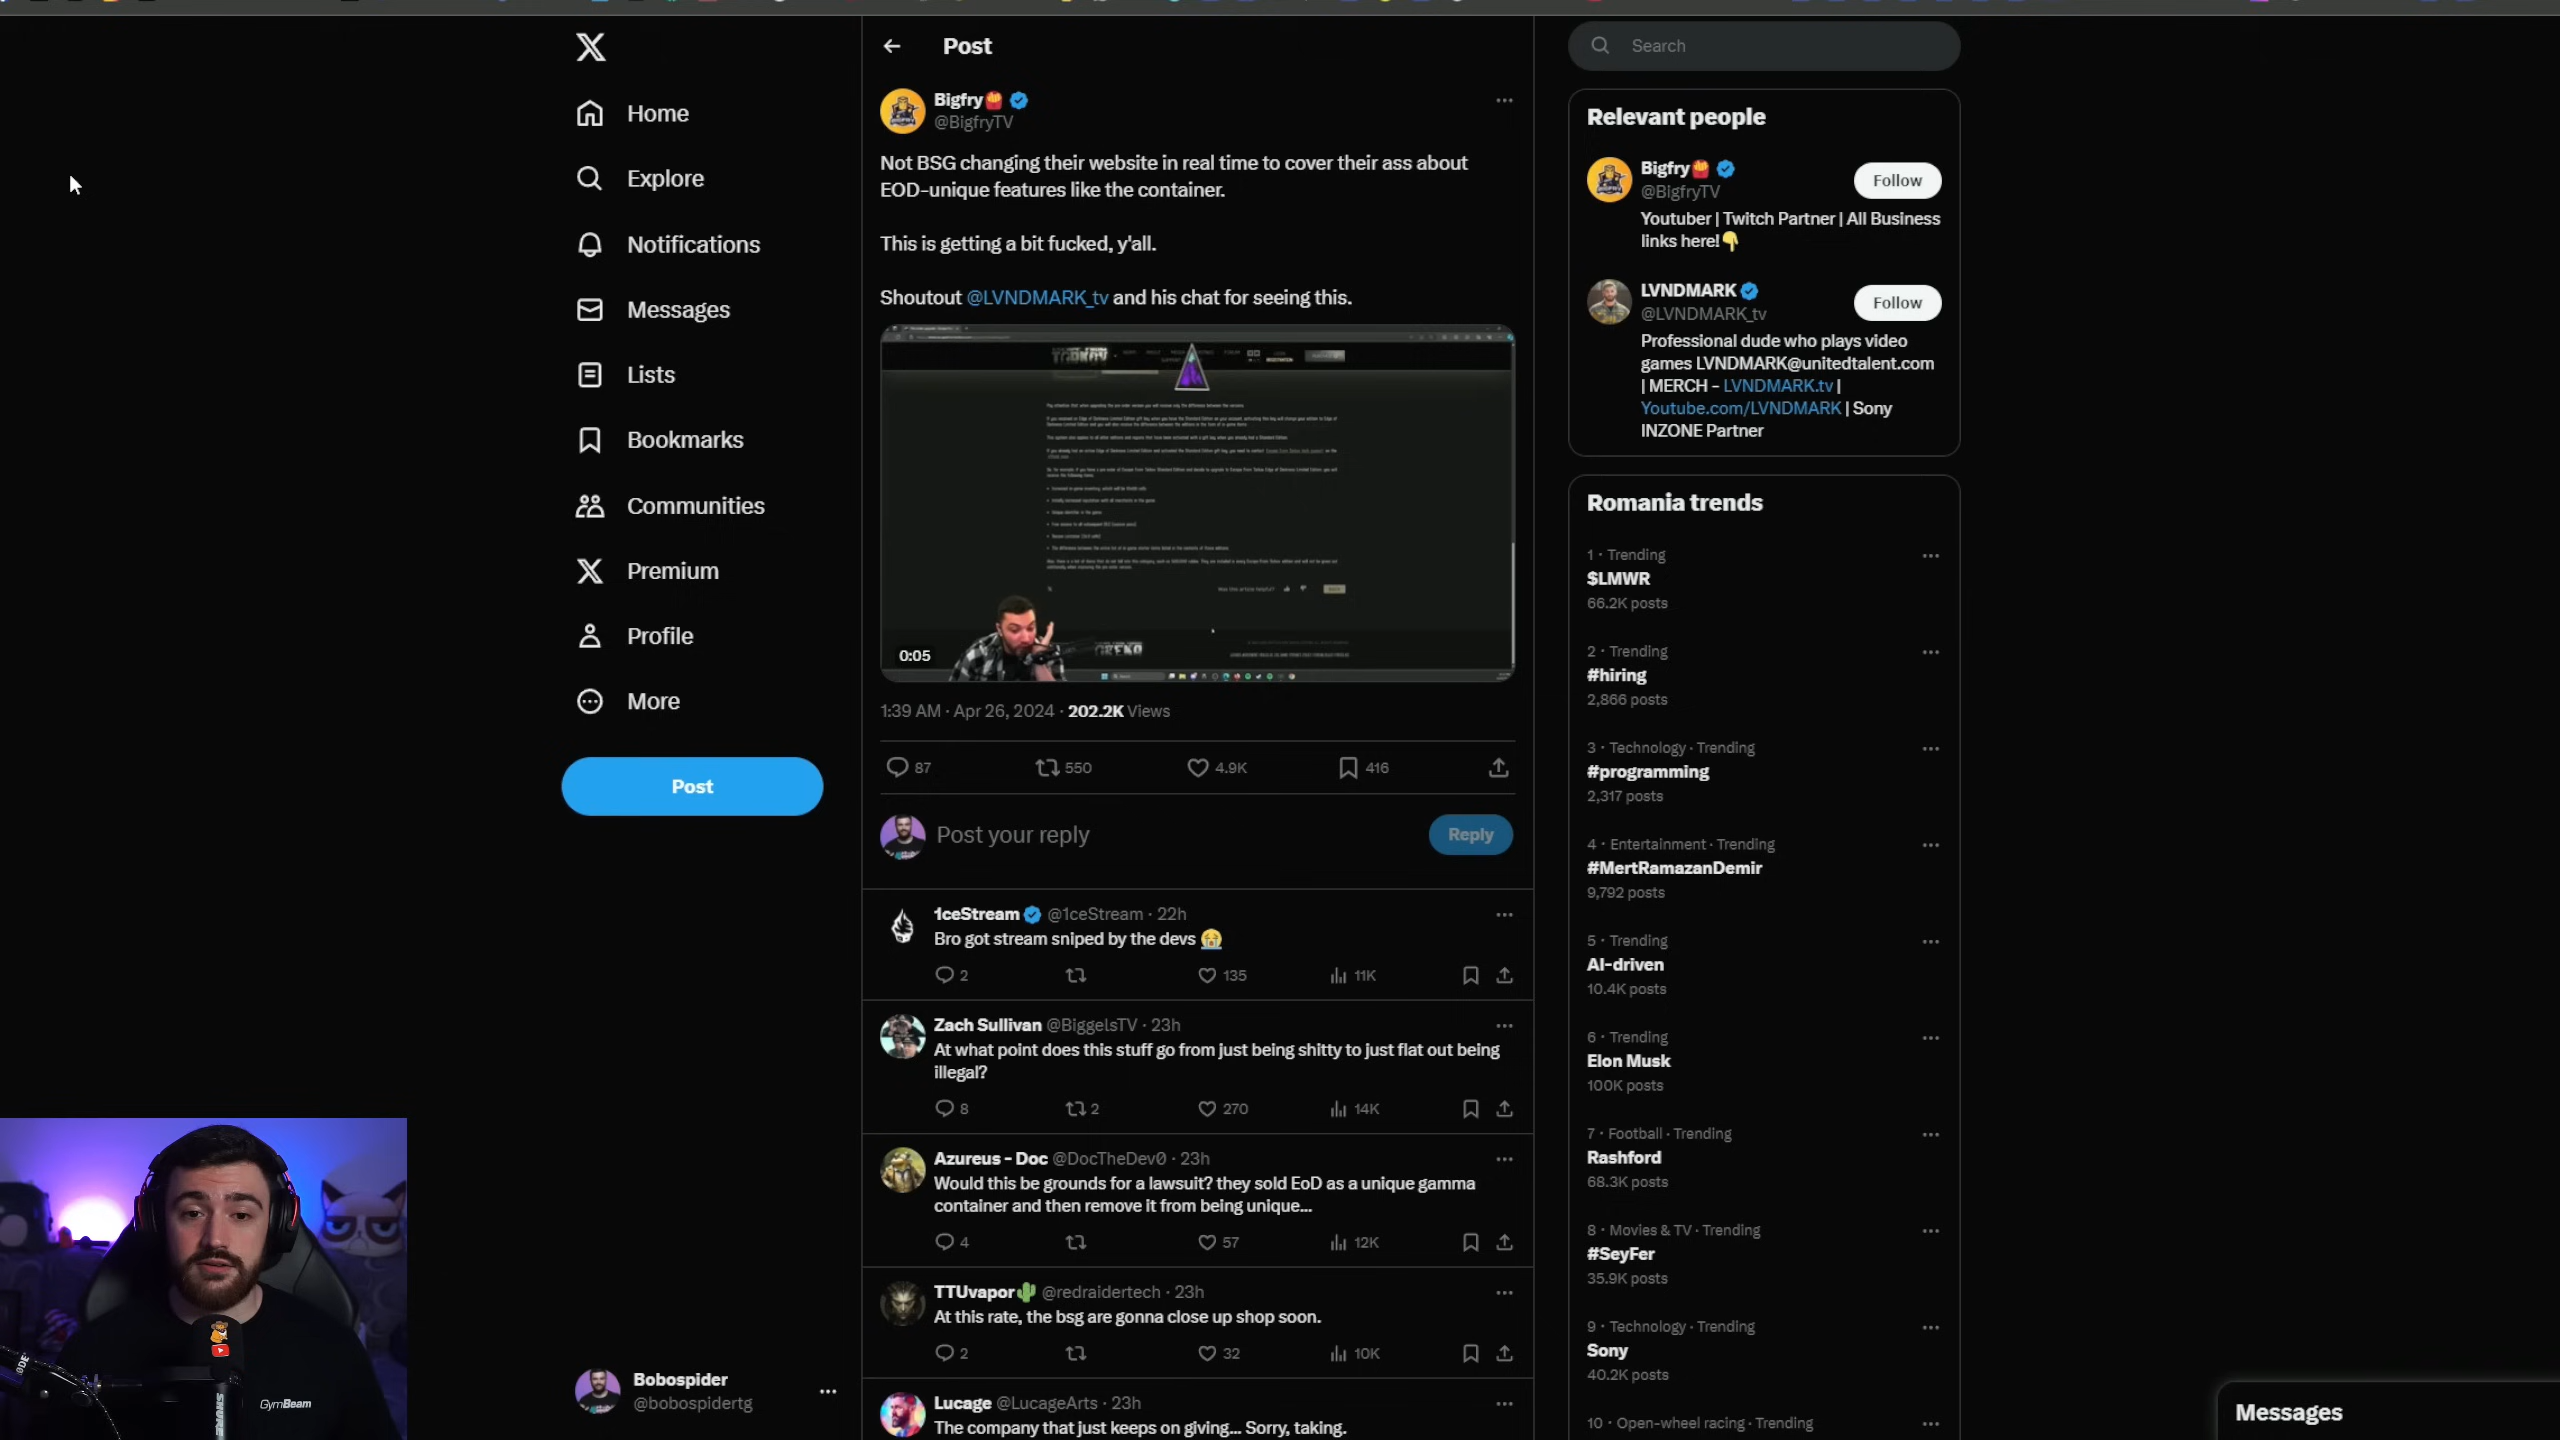 Home
Explore
Notifications
Messages
Lists
Bookmarks
Communities
Premium
Profile
More
Post
Bobospider
@bobospidertg
Post
Bigfry
@BigfryTV
Not BSG changing their website in real time to cover their ass about
EOD-unique features like the container.
This is getting a bit fucked, y'all.
Shoutout @LVNDMARK_tv and his chat for seeing this.
0:05
1:39 AM · Apr 26, 2024 · 202.2K Views
87 550 4.9K 416
Post your reply
Reply
1ceStream @1ceStream · 22h
Bro got stream sniped by the devs 😭
2 135 11K
Zach Sullivan @BiggelsTV · 23h
At what point does this stuff go from just being shitty to just flat out being
illegal?
8 2 270 14K
Azureus - Doc @DocTheDev0 · 23h
Would this be grounds for a lawsuit? they sold EoD as a unique gamma
container and then remove it from being unique...
4 57 12K
TTUvapor🌵 @redraidertech · 23h
At this rate, the bsg are gonna close up shop soon.
2 32 10K
Lucage @LucageArts · 23h
The company that just keeps on giving... Sorry, taking.
Search
Relevant people
Bigfry
@BigfryTV
Follow
Youtuber | Twitch Partner | All Business
links here!👇
LVNDMARK
@LVNDMARK_tv
Follow
Professional dude who plays video
games LVNDMARK@unitedtalent.com
| MERCH - LVNDMARK.tv |
Youtube.com/LVNDMARK | Sony
INZONE Partner
Romania trends
1 · Trending
$LMWR
66.2K posts
2 · Trending
#hiring
2,866 posts
3 · Technology · Trending
#programming
2,317 posts
4 · Entertainment · Trending
#MertRamazanDemir
9,792 posts
5 · Trending
AI-driven
10.4K posts
6 · Trending
Elon Musk
100K posts
7 · Football · Trending
Rashford
68.3K posts
8 · Movies & TV · Trending
#SeyFer
35.9K posts
9 · Technology · Trending
Sony
40.2K posts
10 · Open-wheel racing · Trending
Messages
GymBeam
SHURE